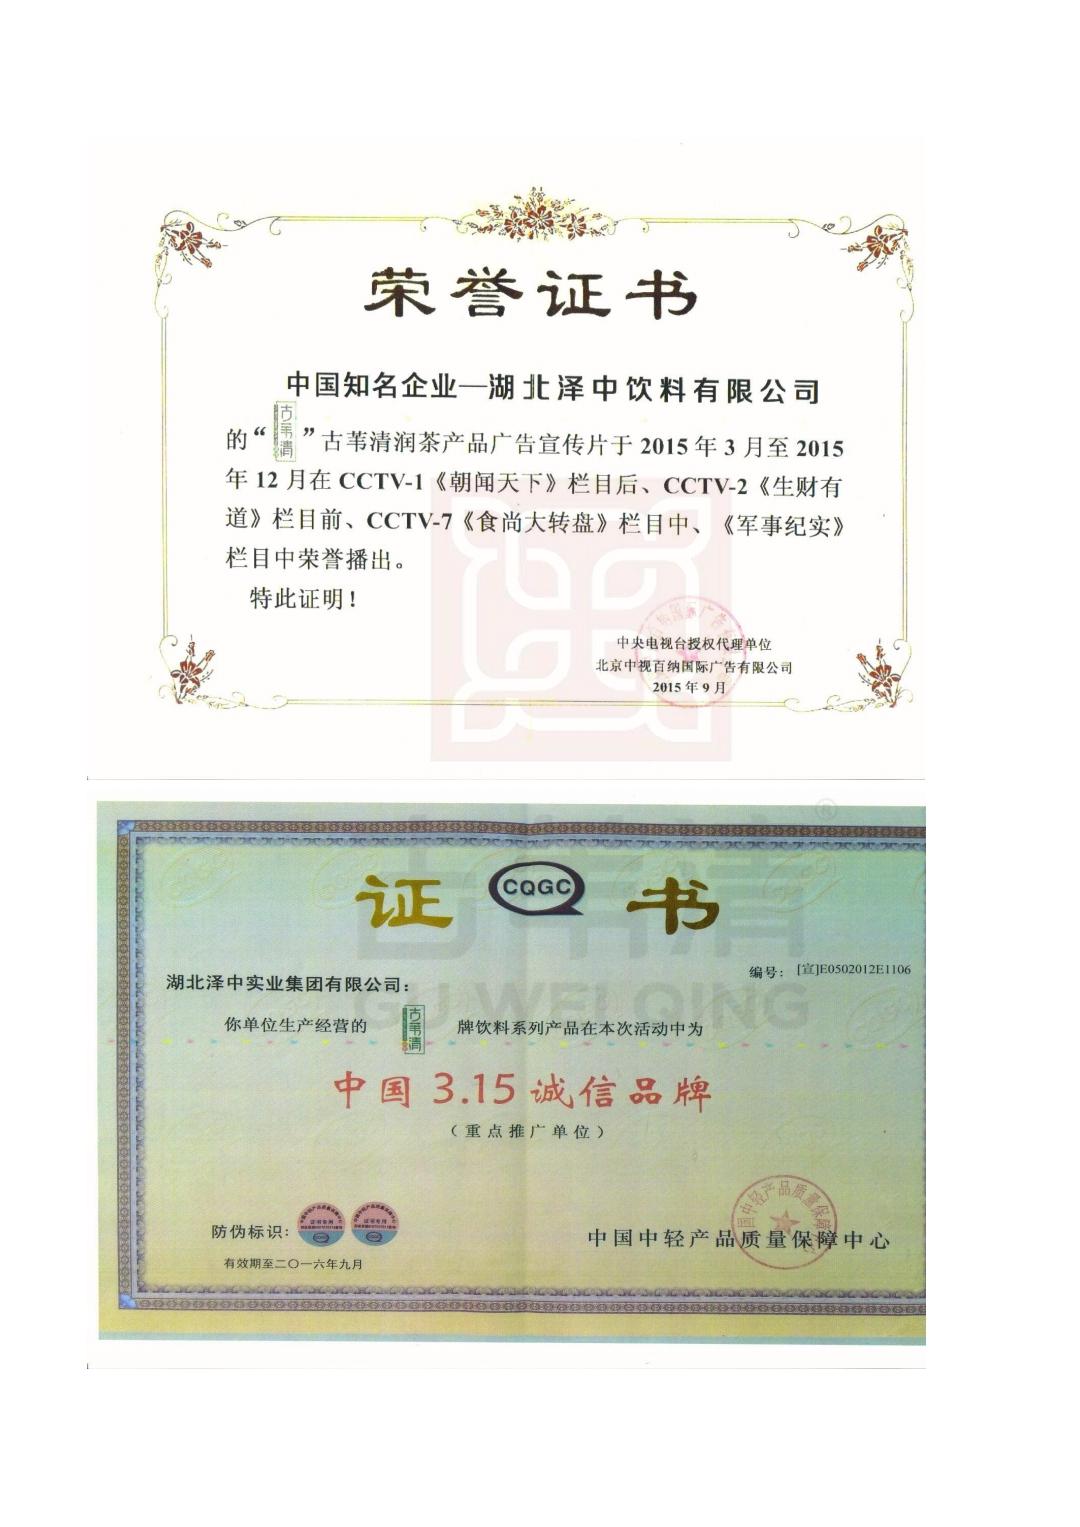 荣誉证书
中国知名企业—湖北泽中饮料有限公司
的“古苇清”古苇清润茶产品广告宣传片于 2015 年 3 月至 2015
年 12 月在 CCTV-1《朝闻天下》栏目后、CCTV-2《生财有
道》栏目前、CCTV-7《食尚大转盘》栏目中、《军事纪实》
栏目中荣誉播出。
特此证明！
中央电视台授权代理单位
北京中视百纳国际广告有限公司
2015 年 9 月
古苇清®
GU WEI QING
证 CQGC 书
编号：[宣]E0502012E1106
湖北泽中实业集团有限公司：
你单位生产经营的 古苇清 牌饮料系列产品在本次活动中为
中国 3.15 诚信品牌
（重点推广单位）
防伪标识：
中国中轻产品质量保障中心
有效期至二〇一六年九月